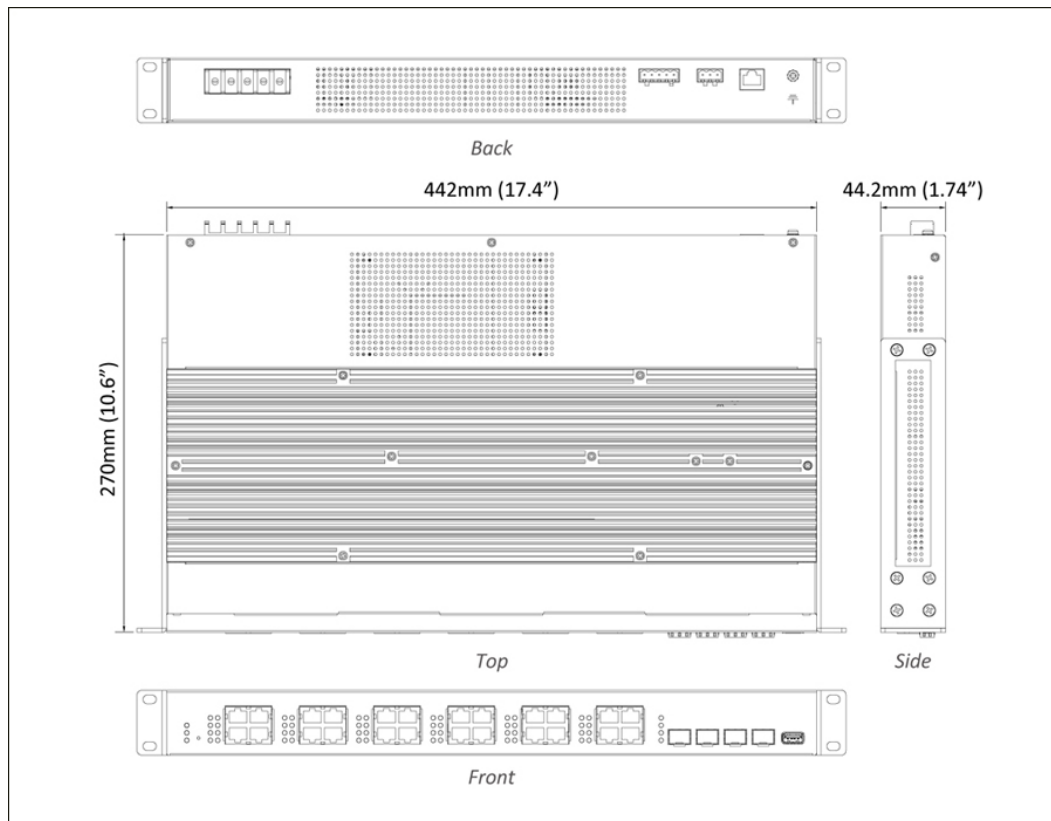 Back
442mm (17.4”)
44.2mm (1.74”)
270mm (10.6”)
Top
Side
Front